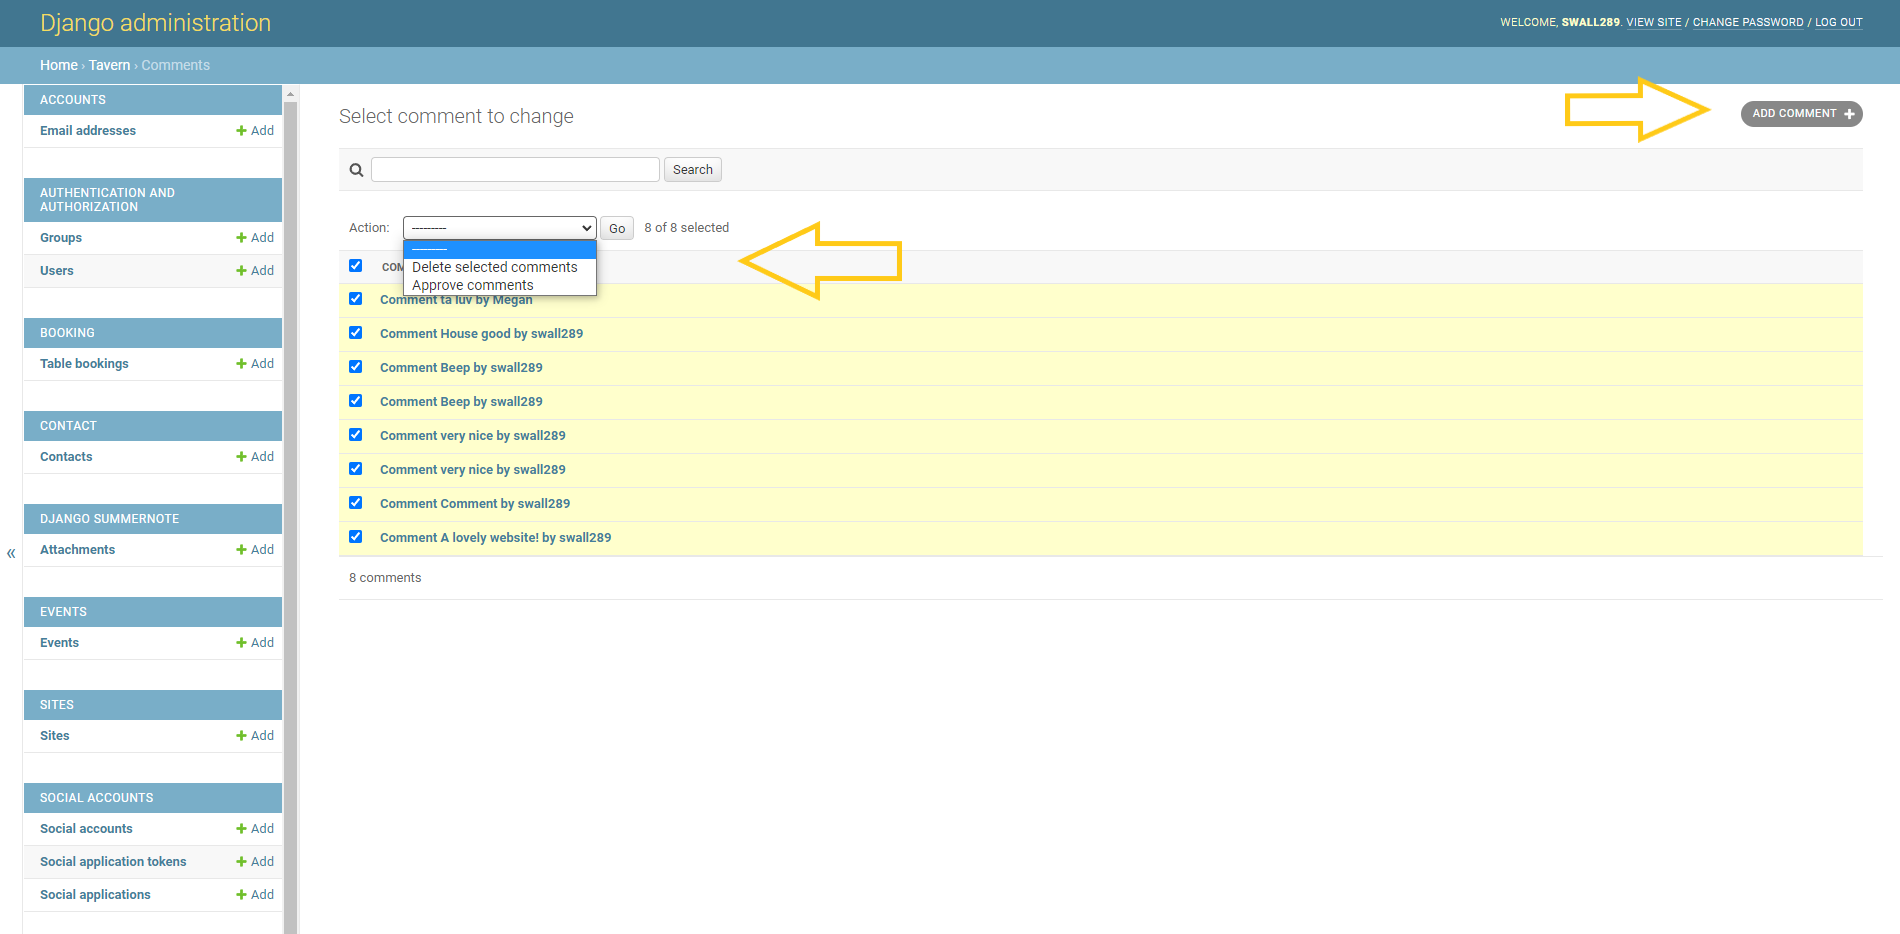 Django administration
WELCOME, SWALL289. VIEW SITE / CHANGE PASSWORD / LOG OUT
Home › Tavern › Comments
ACCOUNTS
Email addresses + Add
AUTHENTICATION AND
AUTHORIZATION
Groups + Add
Users + Add
BOOKING
Table bookings + Add
CONTACT
Contacts + Add
DJANGO SUMMERNOTE
Attachments + Add
EVENTS
Events + Add
SITES
Sites + Add
SOCIAL ACCOUNTS
Social accounts + Add
Social application tokens + Add
Social applications + Add
«
Select comment to change
ADD COMMENT +
Search
Action: --------- Go 8 of 8 selected
---------
Delete selected comments
Approve comments
Comment ta luv by Megan
Comment House good by swall289
Comment Beep by swall289
Comment Beep by swall289
Comment very nice by swall289
Comment very nice by swall289
Comment Comment by swall289
Comment A lovely website! by swall289
8 comments